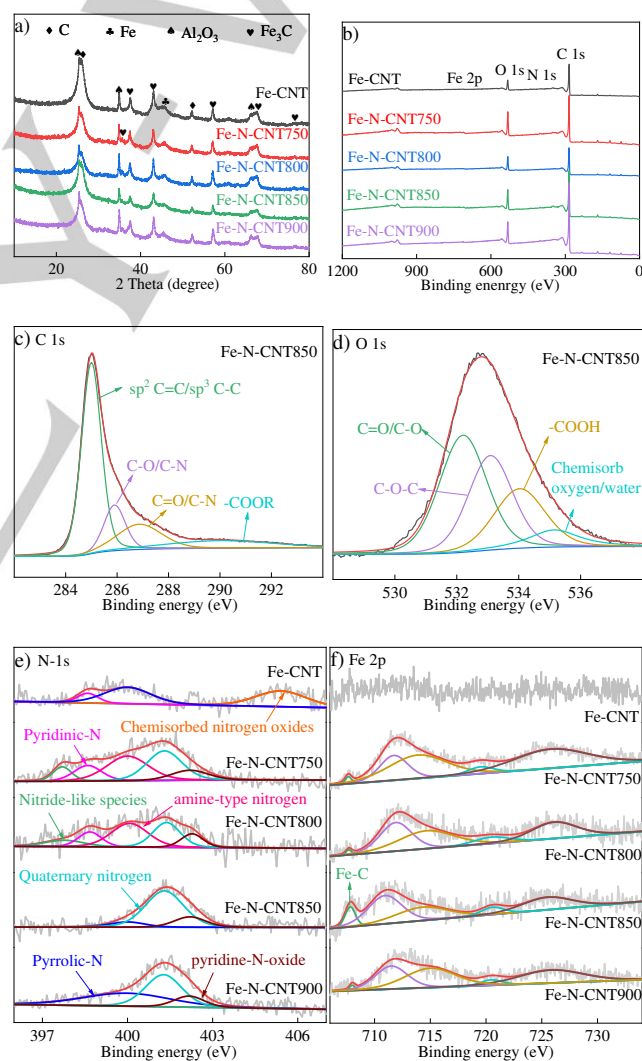 a)
♦ C ♣ Fe ♠ Al₂O₃ ♥ Fe₃C
Fe-CNT
Fe-N-CNT750
Fe-N-CNT800
Fe-N-CNT850
Fe-N-CNT900
20 40 60 80
2 Theta (degree)
b)
C 1s
O 1s N 1s
Fe-CNT Fe 2p
Fe-N-CNT750
Fe-N-CNT800
Fe-N-CNT850
Fe-N-CNT900
1200 900 600 300 0
Binding enenrgy (eV)
c) C 1s
Fe-N-CNT850
sp² C=C/sp³ C-C
C-O/C-N
C=O/C-N -COOR
284 286 288 290 292
Binding energy (eV)
d) O 1s
Fe-N-CNT850
C=O/C-O
-COOH
C-O-C
Chemisorb
oxygen/water
530 532 534 536
Binding energy (eV)
e) N-1s
Fe-CNT
Chemisorbed nitrogen oxides
Pyridinic-N
Fe-N-CNT750
Nitride-like species amine-type nitrogen
Fe-N-CNT800
Quaternary nitrogen
Fe-N-CNT850
Pyrrolic-N pyridine-N-oxide
Fe-N-CNT900
397 400 403 406
Binding energy (eV)
f) Fe 2p
Fe-CNT
Fe-N-CNT750
Fe-N-CNT800
Fe-C
Fe-N-CNT850
Fe-N-CNT900
710 715 720 725 730
Binding energy (eV)